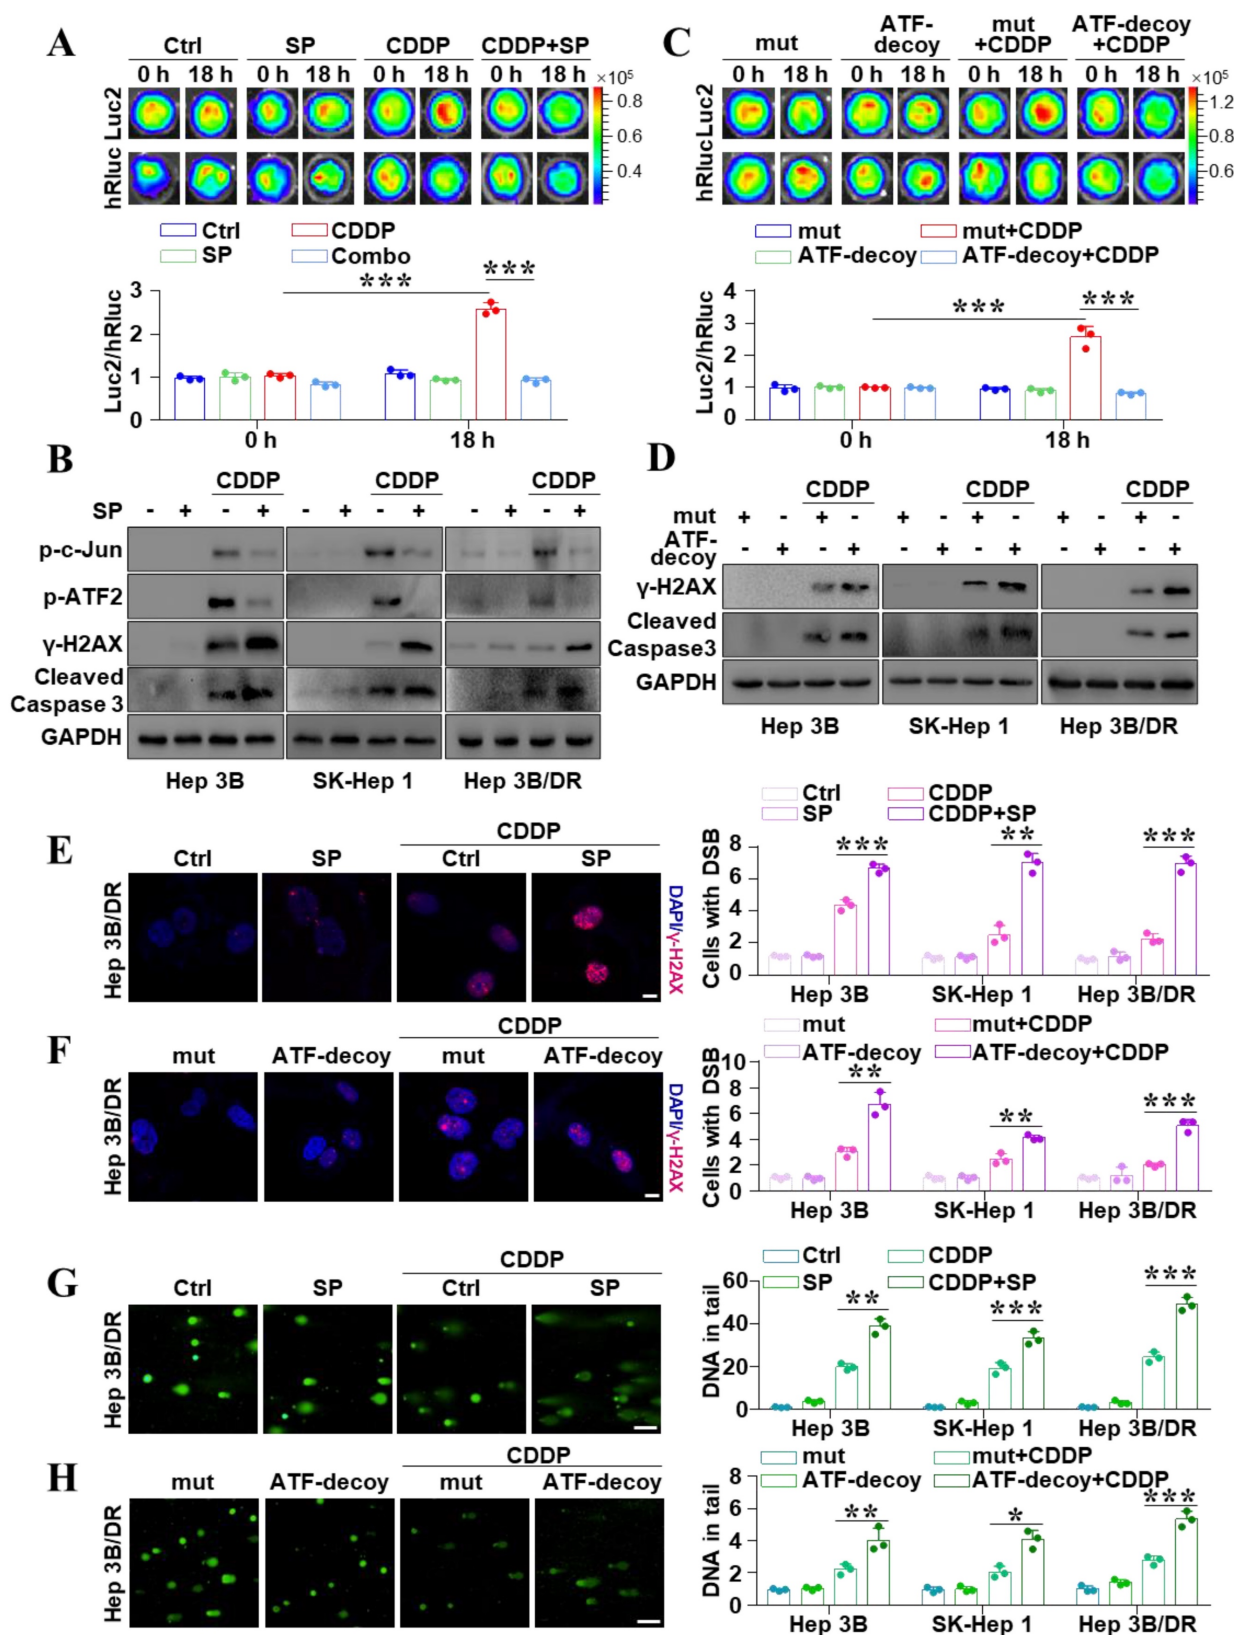 A
Ctrl SP CDDP CDDP+SP
0 h 18 h 0 h 18 h 0 h 18 h 0 h 18 h
×10⁵
Luc2
hRluc
0.8
0.6
0.4
Ctrl CDDP
SP Combo
***
***
Luc2/hRluc
3
2
1
0
0 h 18 h
C
mut ATF-decoy mut+CDDP ATF-decoy+CDDP
0 h 18 h 0 h 18 h 0 h 18 h 0 h 18 h
×10⁵
Luc2
hRluc
1.2
0.8
0.6
mut mut+CDDP
ATF-decoy ATF-decoy+CDDP
***
***
Luc2/hRluc
4
3
2
1
0
0 h 18 h
B
CDDP CDDP CDDP
SP - + - + - + - + - + - +
p-c-Jun
p-ATF2
γ-H2AX
Cleaved
Caspase 3
GAPDH
Hep 3B SK-Hep 1 Hep 3B/DR
D
CDDP CDDP CDDP
mut + - + - + - + - + - + -
ATF-
decoy - + - + - + - + - + - +
γ-H2AX
Cleaved
Caspase3
GAPDH
Hep 3B SK-Hep 1 Hep 3B/DR
E
CDDP
Ctrl SP Ctrl SP
Hep 3B/DR
DAPI/γ-H2AX
Ctrl CDDP
SP CDDP+SP
*** ** ***
Cells with DSB
8
6
4
2
0
Hep 3B SK-Hep 1 Hep 3B/DR
F
CDDP
mut ATF-decoy mut ATF-decoy
Hep 3B/DR
DAPI/γ-H2AX
mut mut+CDDP
ATF-decoy ATF-decoy+CDDP
** ** ***
Cells with DSB
10
8
6
4
2
0
Hep 3B SK-Hep 1 Hep 3B/DR
G
CDDP
Ctrl SP Ctrl SP
Hep 3B/DR
Ctrl CDDP
SP CDDP+SP
** *** ***
DNA in tail
60
40
20
0
Hep 3B SK-Hep 1 Hep 3B/DR
H
CDDP
mut ATF-decoy mut ATF-decoy
Hep 3B/DR
mut mut+CDDP
ATF-decoy ATF-decoy+CDDP
** * ***
DNA in tail
8
6
4
2
0
Hep 3B SK-Hep 1 Hep 3B/DR